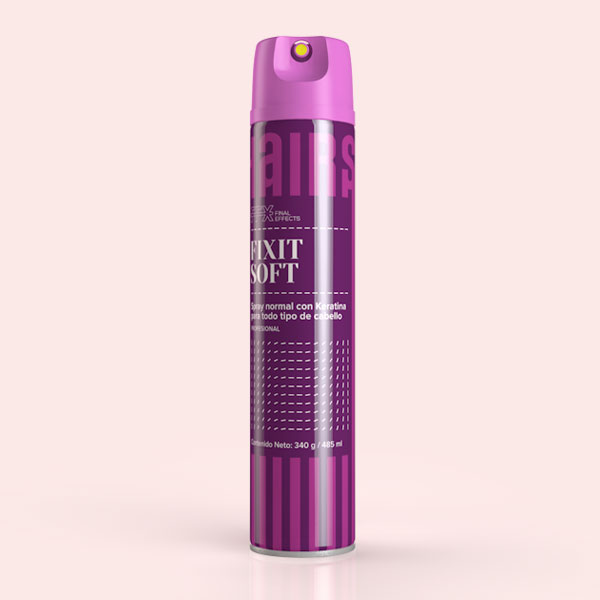 AIRS
FINAL
EFFECTS
FIXIT
SOFT
Spray normal con Keratina
para todo tipo de cabello
PROFESIONAL
Contenido Neto: 340 g / 485 ml